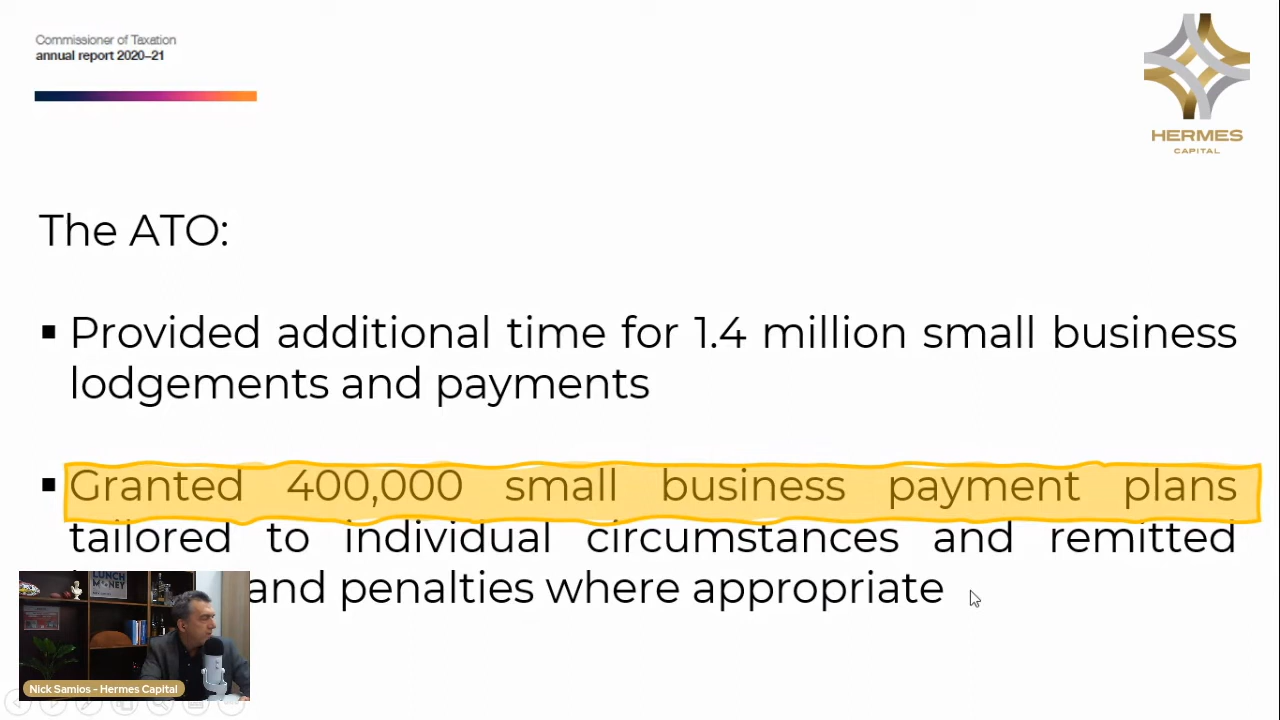 Commissioner of Taxation
annual report 2020–21
HERMES
CAPITAL
The ATO:
▪ Provided additional time for 1.4 million small business
lodgements and payments
▪ Granted 400,000 small business payment plans
tailored to individual circumstances and remitted
and penalties where appropriate
LUNCH
MONEY
Nick Samios - Hermes Capital